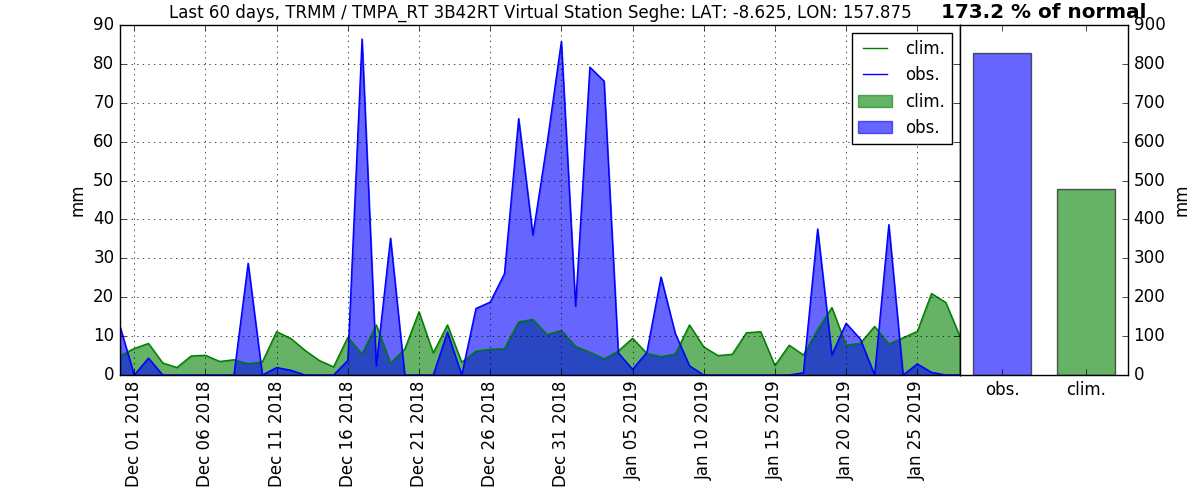 Last 60 days, TRMM / TMPA_RT 3B42RT Virtual Station Seghe: LAT: -8.625, LON: 157.875
173.2 % of normal
90
80
70
60
50
40
30
20
10
0
mm
clim.
obs.
clim.
obs.
900
800
700
600
500
400
300
200
100
0
mm
obs.
clim.
Dec 01 2018
Dec 06 2018
Dec 11 2018
Dec 16 2018
Dec 21 2018
Dec 26 2018
Dec 31 2018
Jan 05 2019
Jan 10 2019
Jan 15 2019
Jan 20 2019
Jan 25 2019